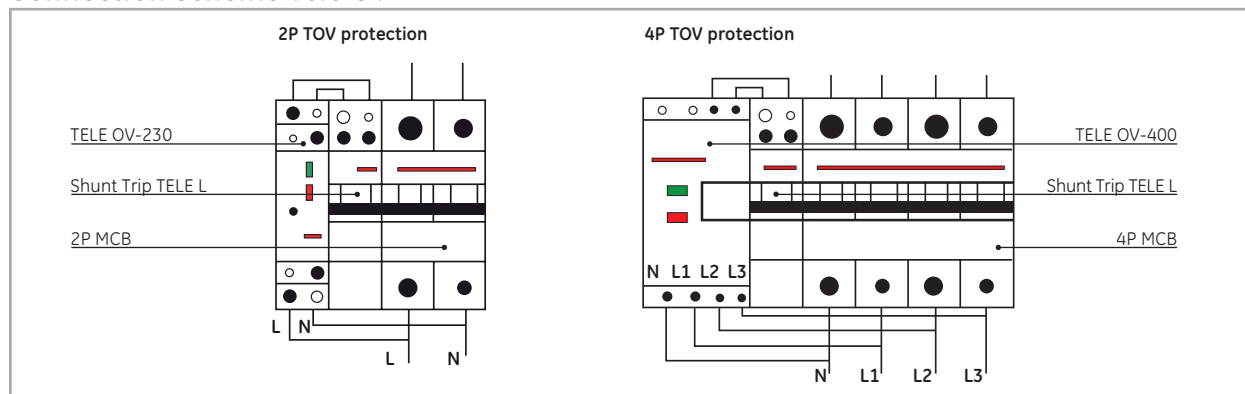 2P TOV protection
4P TOV protection
TELE OV-230
Shunt Trip TELE L
2P MCB
TELE OV-400
Shunt Trip TELE L
4P MCB
N L1 L2 L3
L N
L N
N L1 L2 L3